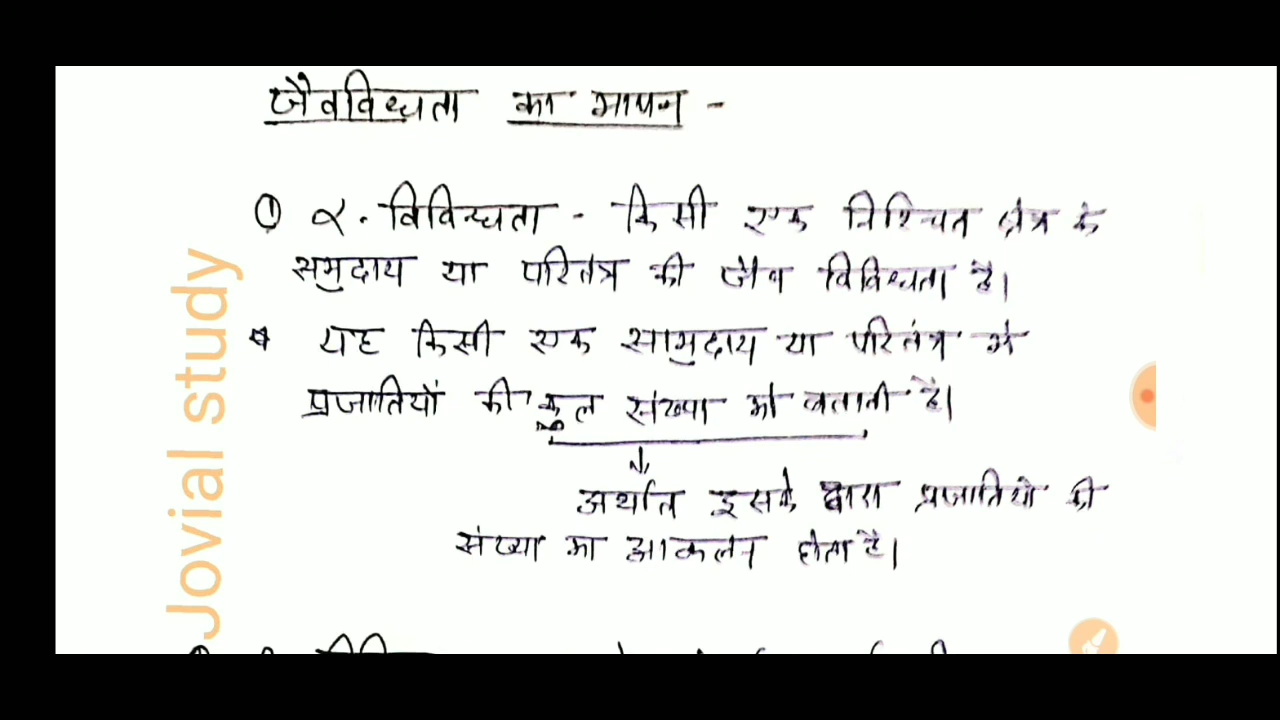 जैवविधता का मापन -
① α. विविधता - किसी एक निश्चित क्षेत्र के
समुदाय या परितंत्र की जैव विविधता है।
* यह किसी एक सामुदाय या परितंत्र मे
प्रजातियों की कुल संख्या को बताती है।
अर्थात इसके द्वारा प्रजातियो की
संख्या का आकलन होता है।
Jovial study